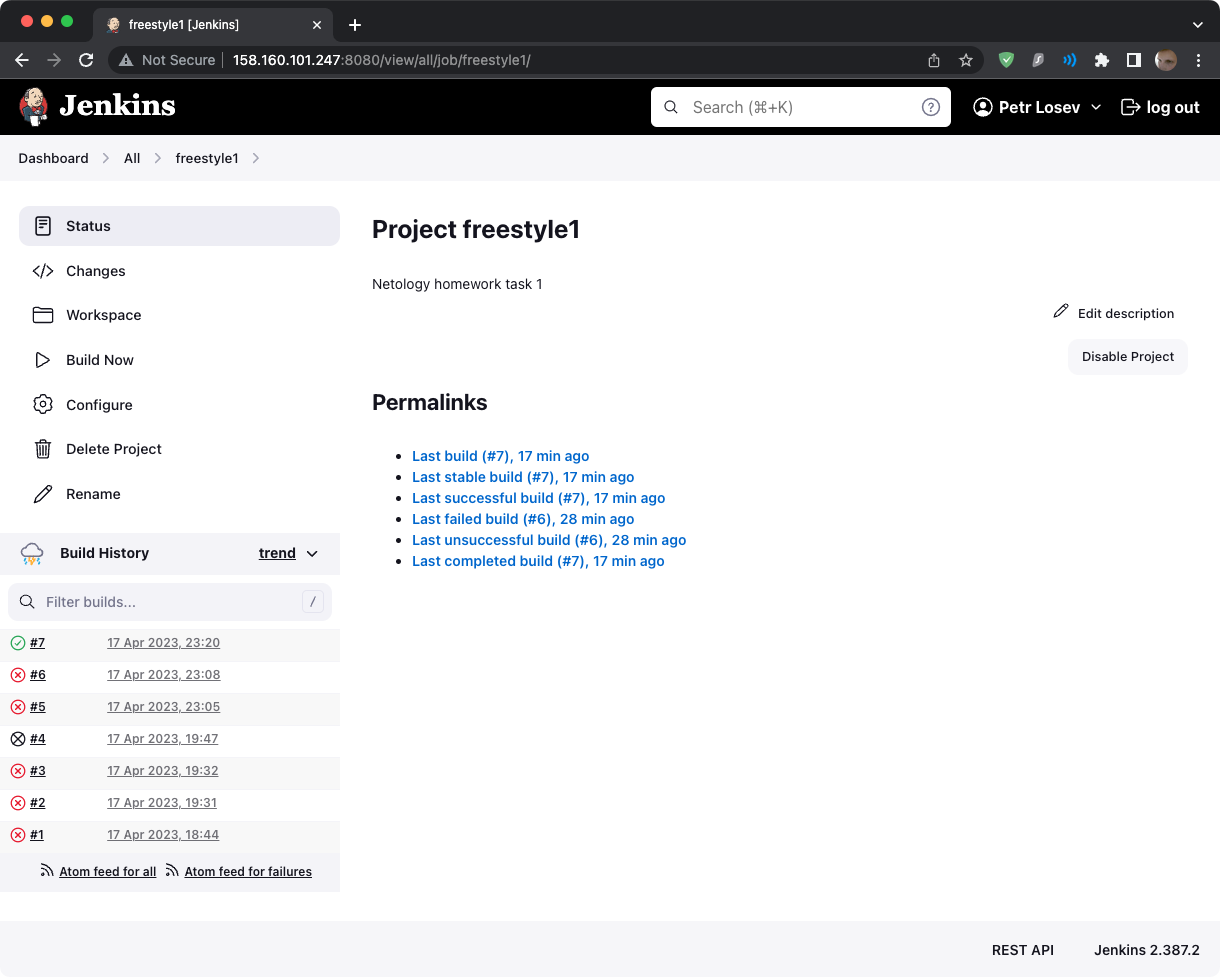 freestyle1 [Jenkins]
Not Secure 158.160.101.247:8080/view/all/job/freestyle1/
Jenkins
Search (⌘+K)
Petr Losev
log out
Dashboard
All
freestyle1
Status
Changes
Workspace
Build Now
Configure
Delete Project
Rename
Build History trend
Filter builds... /
#7 17 Apr 2023, 23:20
#6 17 Apr 2023, 23:08
#5 17 Apr 2023, 23:05
#4 17 Apr 2023, 19:47
#3 17 Apr 2023, 19:32
#2 17 Apr 2023, 19:31
#1 17 Apr 2023, 18:44
Atom feed for all Atom feed for failures
Project freestyle1
Netology homework task 1
Edit description
Disable Project
Permalinks
Last build (#7), 17 min ago
Last stable build (#7), 17 min ago
Last successful build (#7), 17 min ago
Last failed build (#6), 28 min ago
Last unsuccessful build (#6), 28 min ago
Last completed build (#7), 17 min ago
REST API Jenkins 2.387.2